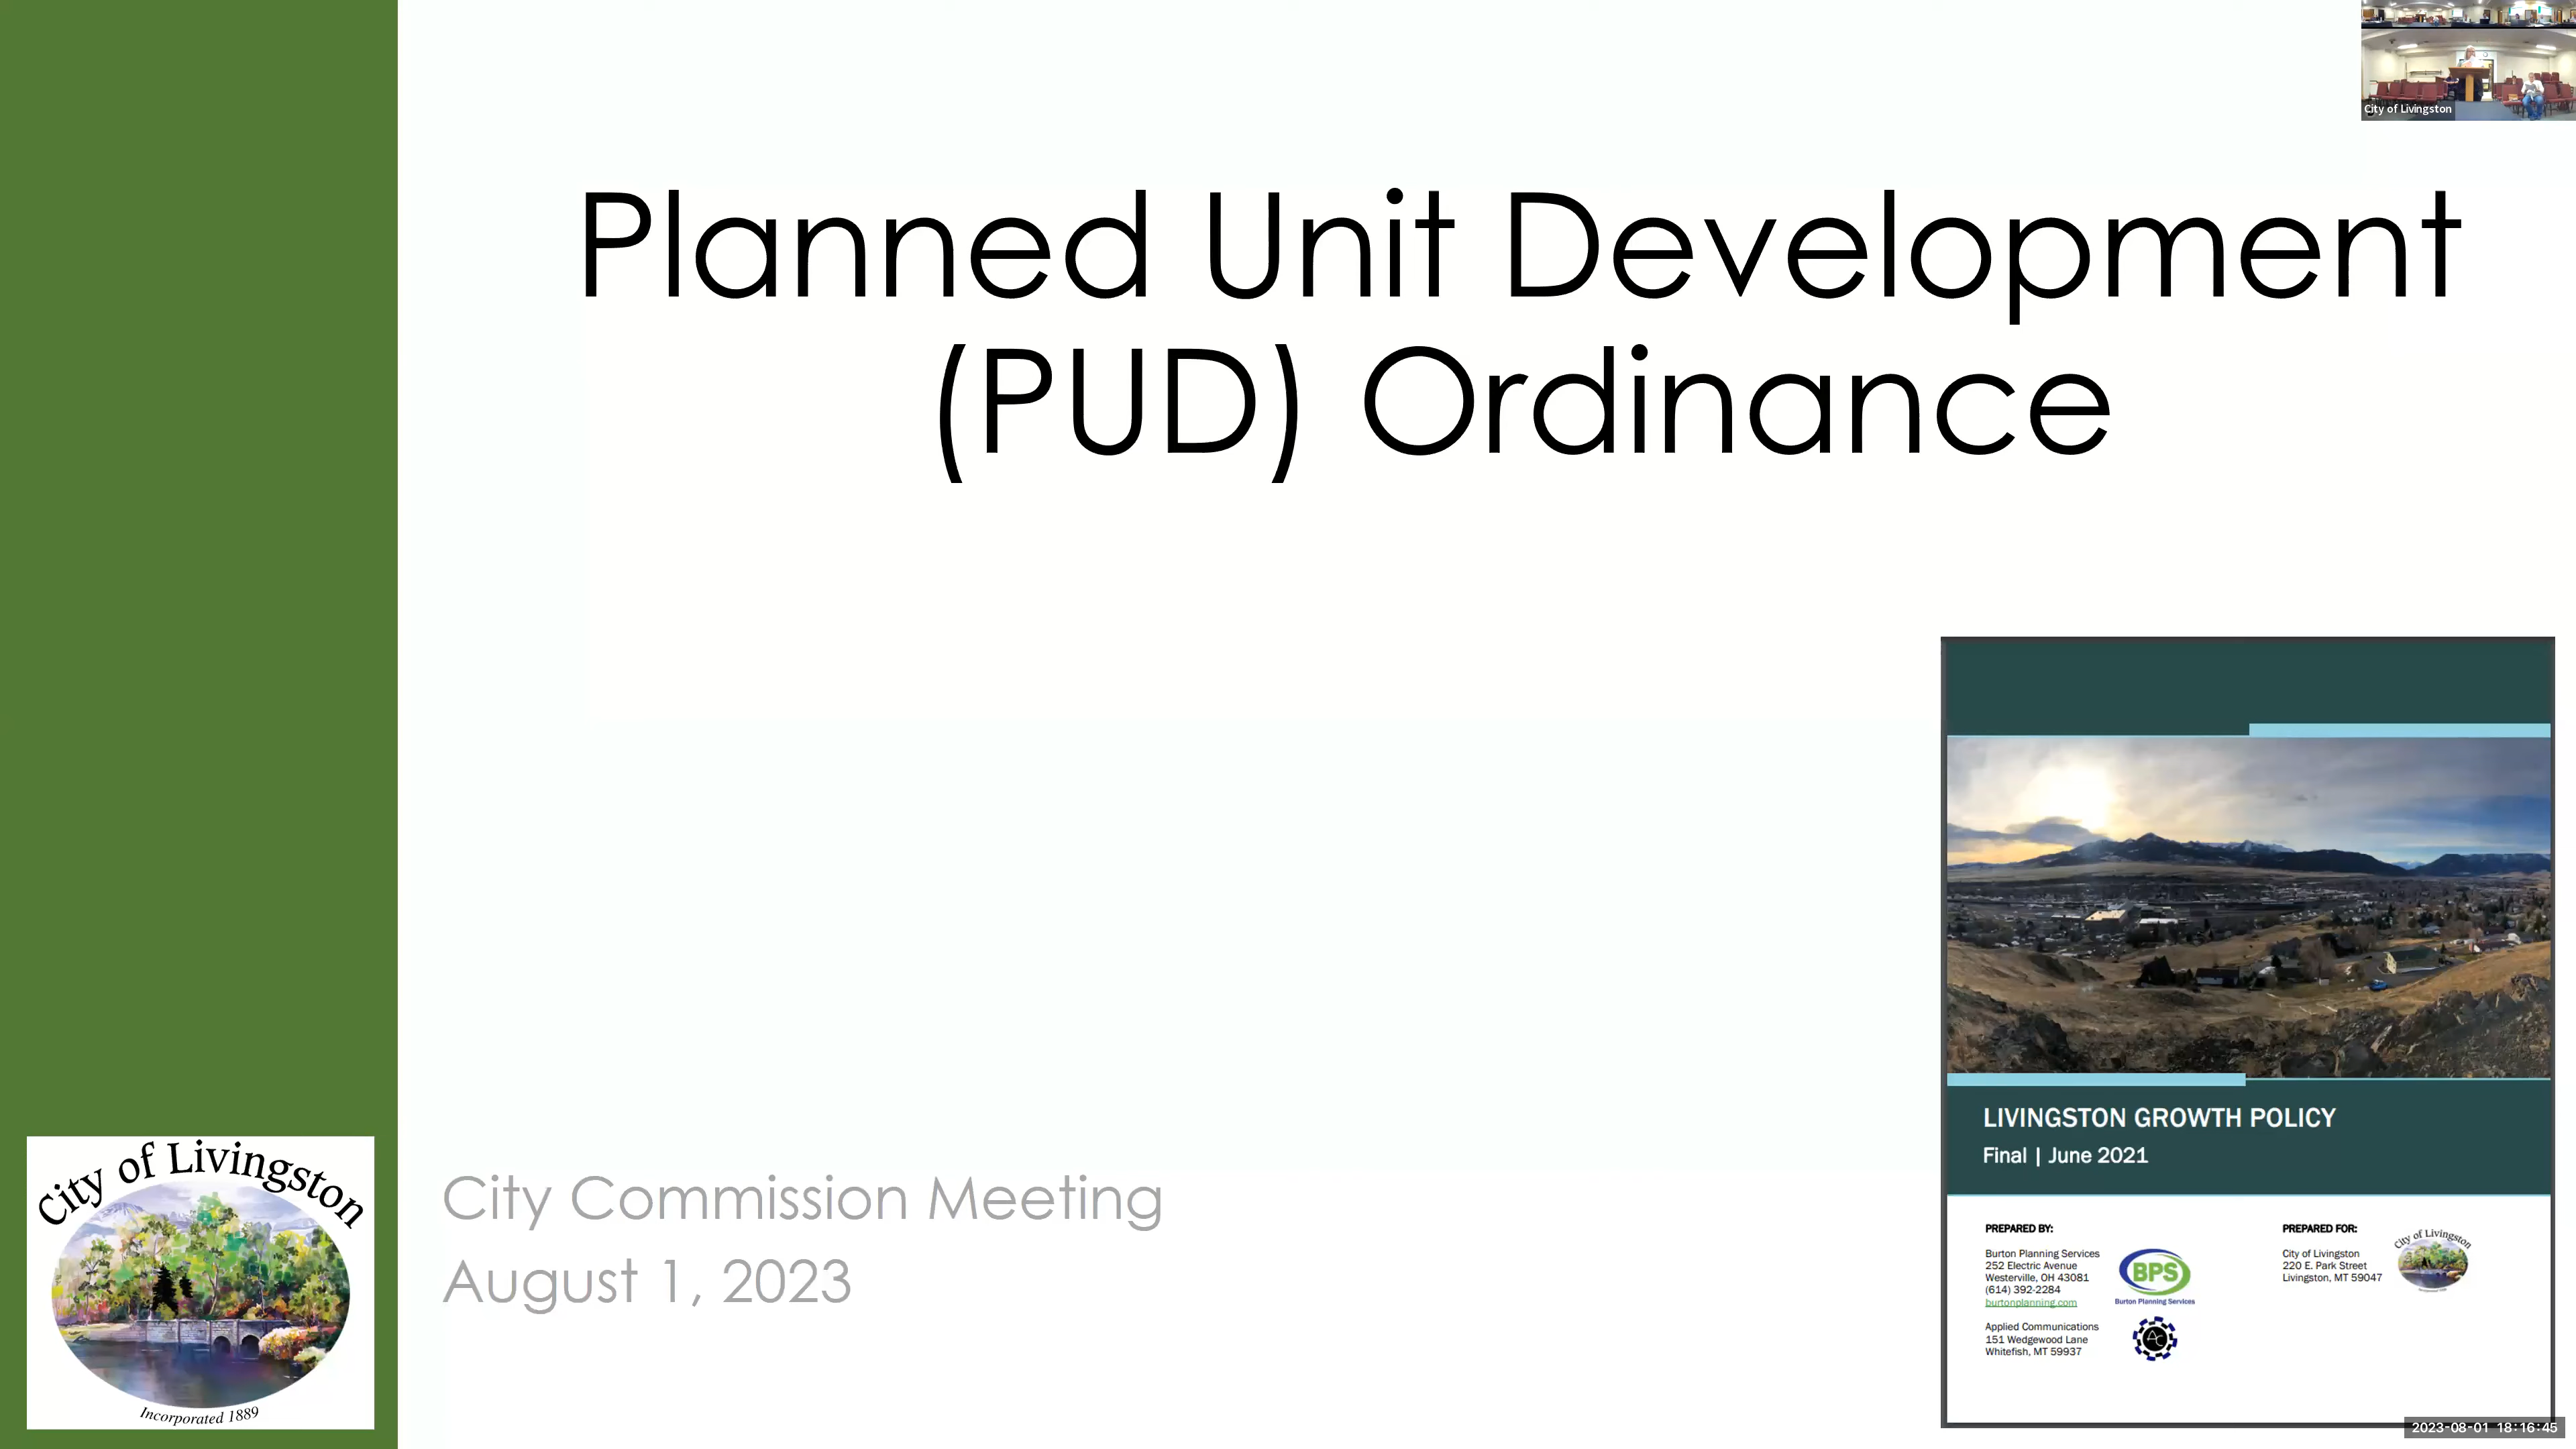 City of Livingston
Planned Unit Development
(PUD) Ordinance
City Commission Meeting
August 1, 2023
City of Livingston
Incorporated 1889
LIVINGSTON GROWTH POLICY
Final | June 2021
PREPARED BY:
Burton Planning Services
252 Electric Avenue
Westerville, OH 43081
(614) 392-2284
burtonplanning.com
BPS
Burton Planning Services
Applied Communications
151 Wedgewood Lane
Whitefish, MT 59937
AC
PREPARED FOR:
City of Livingston
220 E. Park Street
Livingston, MT 59047
City of Livingston
2023-08-01 18:16:45